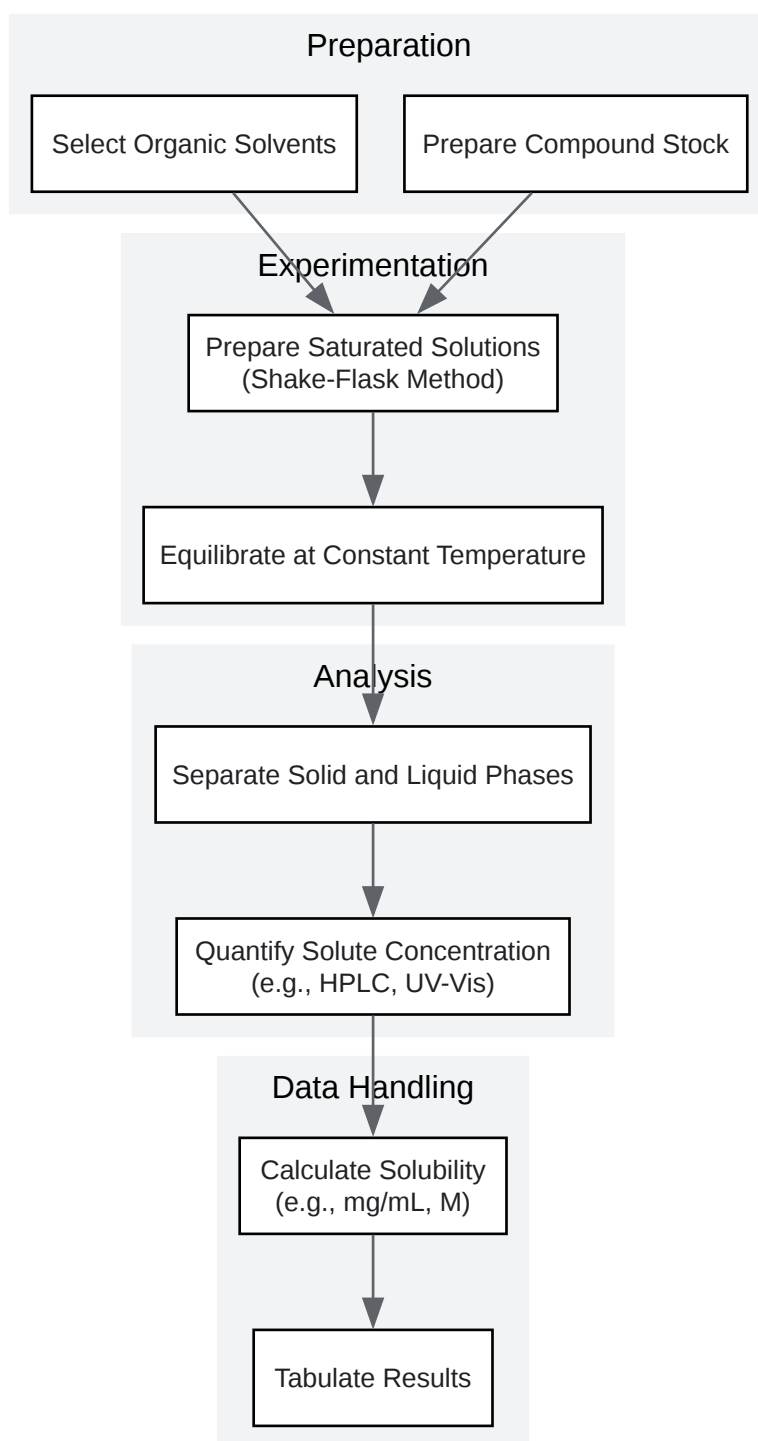 Preparation
Select Organic Solvents
Prepare Compound Stock
Experimentation
Prepare Saturated Solutions
(Shake-Flask Method)
Equilibrate at Constant Temperature
Analysis
Separate Solid and Liquid Phases
Quantify Solute Concentration
(e.g., HPLC, UV-Vis)
Data Handling
Calculate Solubility
(e.g., mg/mL, M)
Tabulate Results